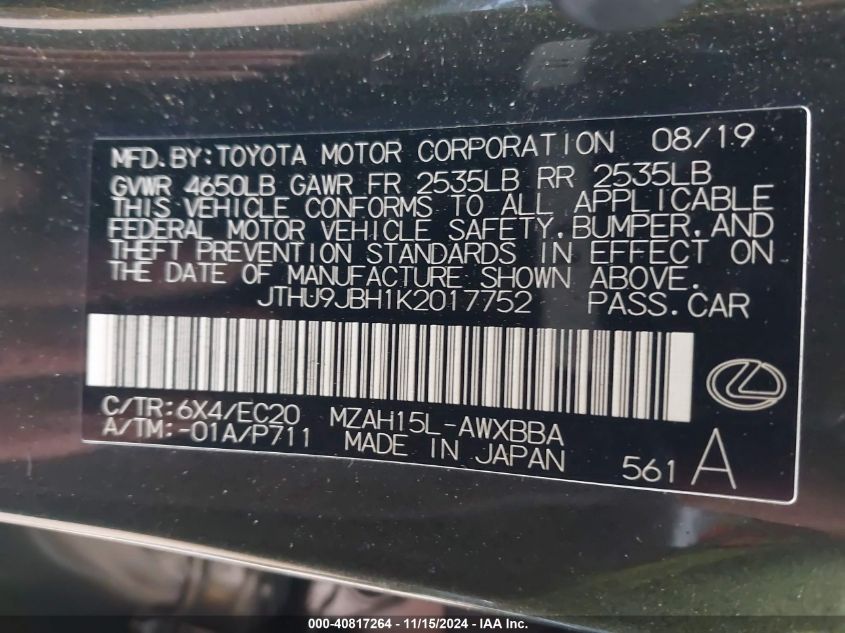 MFD. BY: TOYOTA MOTOR CORPORATION 08/19
GVWR 4650LB GAWR FR 2535LB RR 2535LB
THIS VEHICLE CONFORMS TO ALL APPLICABLE
FEDERAL MOTOR VEHICLE SAFETY, BUMPER, AND
THEFT PREVENTION STANDARDS IN EFFECT ON
THE DATE OF MANUFACTURE SHOWN ABOVE.
JTHU9JBH1K2017752 PASS. CAR
C/TR: 6X4/EC20 MZAH15L-AWXBBA
A/TM: -01A/P711 MADE IN JAPAN
561 A
000-40817264 - 11/15/2024 - www.iaai.com